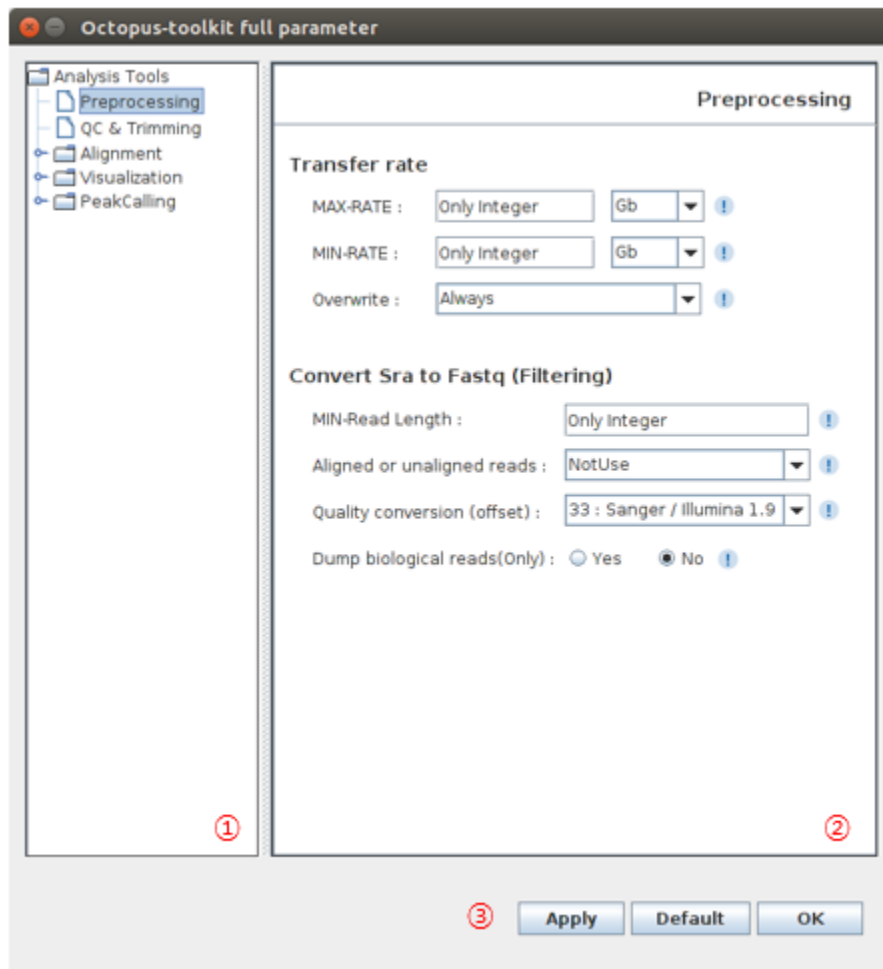 Octopus-toolkit full parameter
Analysis Tools
Preprocessing
QC & Trimming
Alignment
Visualization
PeakCalling
①
Preprocessing
Transfer rate
MAX-RATE : Only Integer Gb !
MIN-RATE : Only Integer Gb !
Overwrite : Always !
Convert Sra to Fastq (Filtering)
MIN-Read Length : Only Integer !
Aligned or unaligned reads : NotUse !
Quality conversion (offset) : 33 : Sanger / Illumina 1.9 !
Dump biological reads(Only) : Yes No !
②
③ Apply Default OK